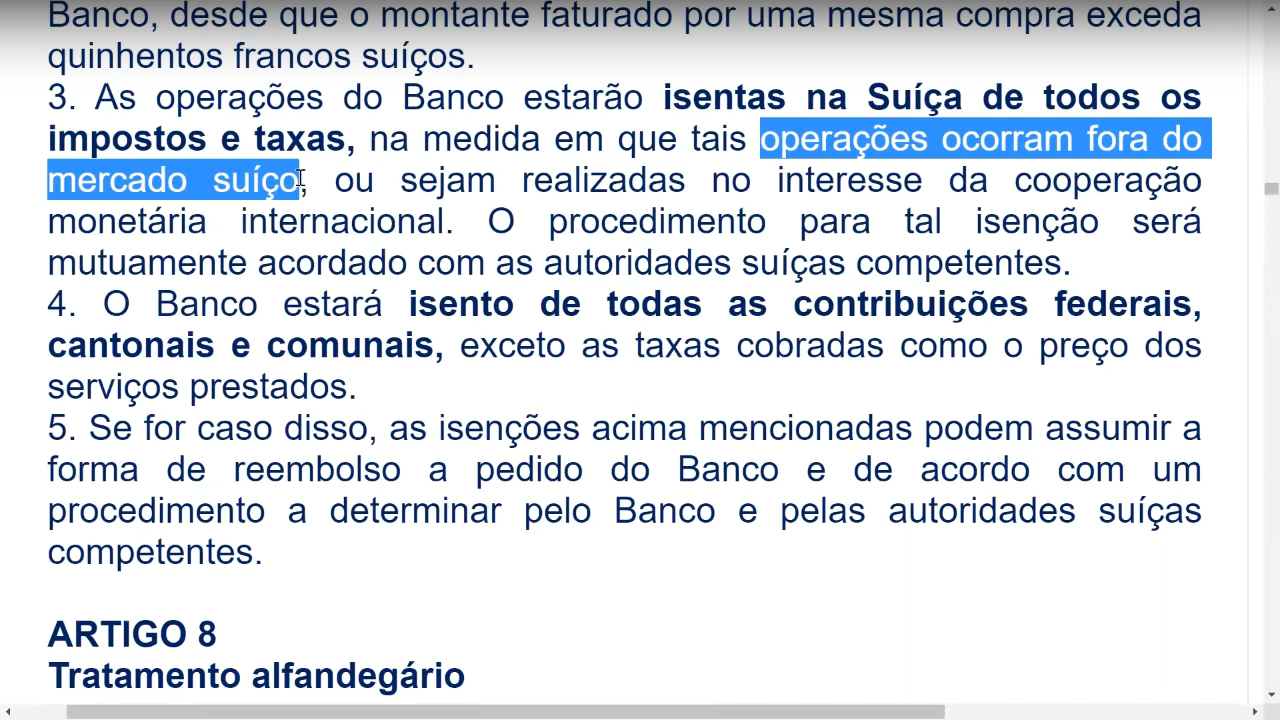 Banco, desde que o montante faturado por uma mesma compra exceda
quinhentos francos suíços.
3. As operações do Banco estarão isentas na Suíça de todos os
impostos e taxas, na medida em que tais operações ocorram fora do
mercado suíço, ou sejam realizadas no interesse da cooperação
monetária internacional. O procedimento para tal isenção será
mutuamente acordado com as autoridades suíças competentes.
4. O Banco estará isento de todas as contribuições federais,
cantonais e comunais, exceto as taxas cobradas como o preço dos
serviços prestados.
5. Se for caso disso, as isenções acima mencionadas podem assumir a
forma de reembolso a pedido do Banco e de acordo com um
procedimento a determinar pelo Banco e pelas autoridades suíças
competentes.
ARTIGO 8
Tratamento alfandegário